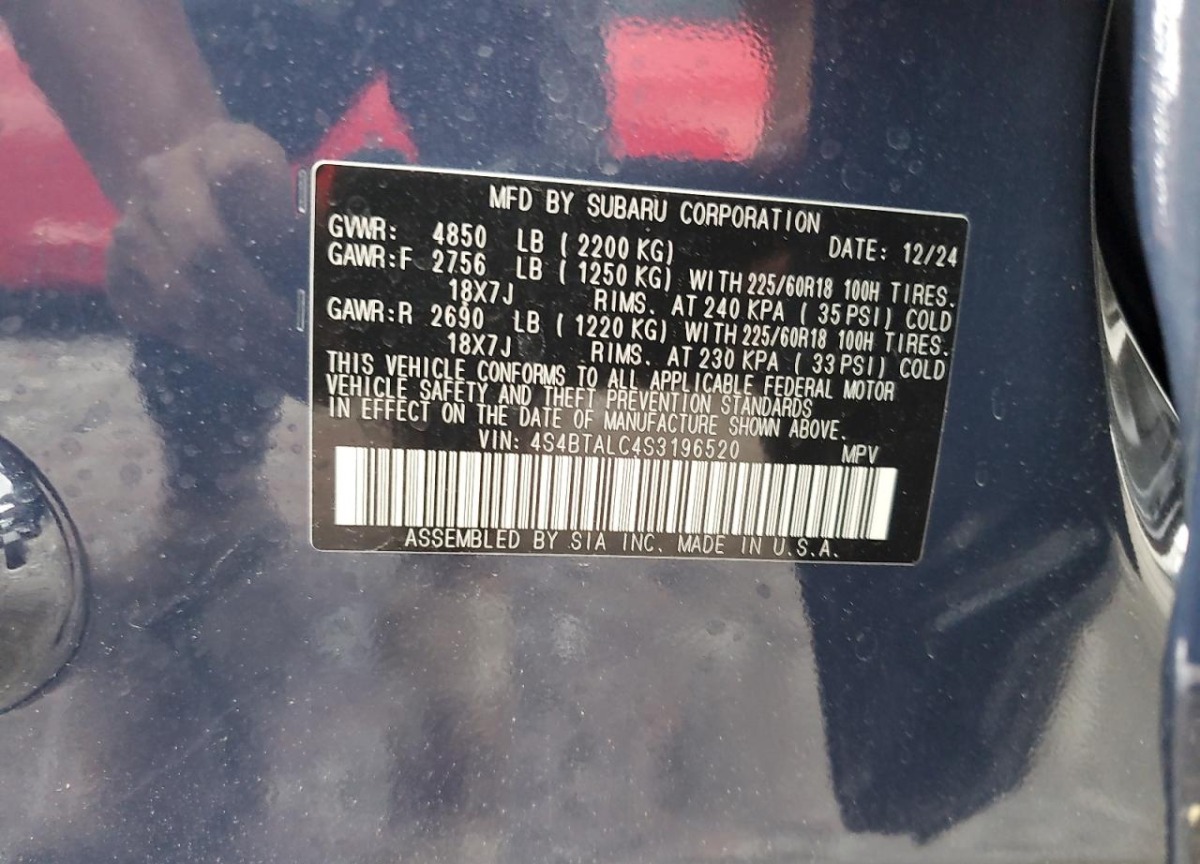 MFD BY SUBARU CORPORATION
GVWR: 4850 LB ( 2200 KG) DATE: 12/24
GAWR:F 2756 LB ( 1250 KG) WITH 225/60R18 100H TIRES.
18X7J RIMS. AT 240 KPA ( 35 PSI) COLD
GAWR:R 2690 LB ( 1220 KG) WITH 225/60R18 100H TIRES.
18X7J RIMS. AT 230 KPA ( 33 PSI) COLD
THIS VEHICLE CONFORMS TO ALL APPLICABLE FEDERAL MOTOR
VEHICLE SAFETY AND THEFT PREVENTION STANDARDS
IN EFFECT ON THE DATE OF MANUFACTURE SHOWN ABOVE.
VIN: 4S4BTALC4S3196520 MPV
ASSEMBLED BY SIA INC. MADE IN U.S.A.